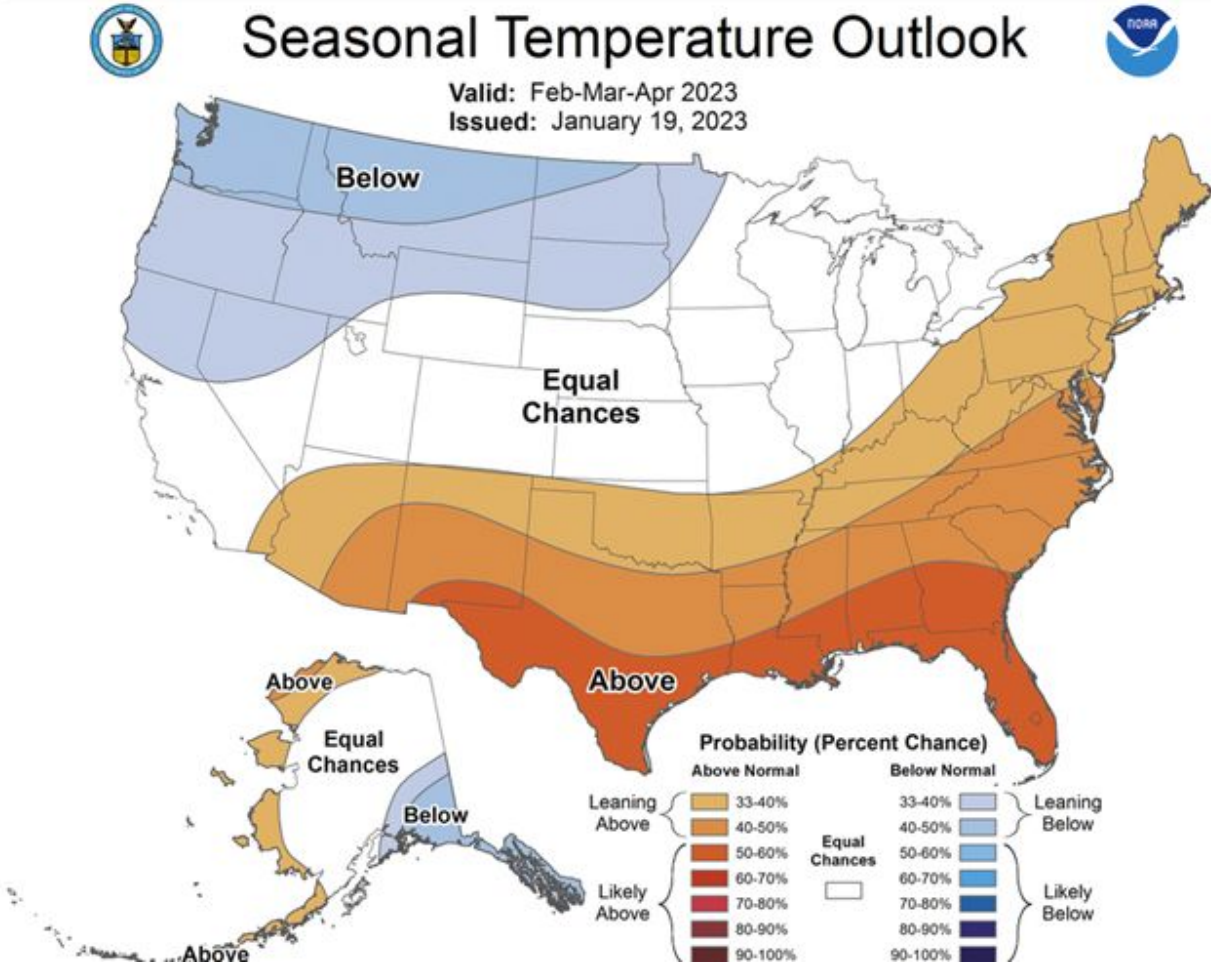 Seasonal Temperature Outlook
NOAA
Valid: Feb-Mar-Apr 2023
Issued: January 19, 2023
Below
Equal
Chances
Above
Above
Equal
Chances
Below
Above
Probability (Percent Chance)
Above Normal
Below Normal
Leaning
Above
33-40%
40-50%
50-60%
60-70%
70-80%
80-90%
90-100%
Likely
Above
Equal
Chances
33-40%
40-50%
50-60%
60-70%
70-80%
80-90%
90-100%
Leaning
Below
Likely
Below